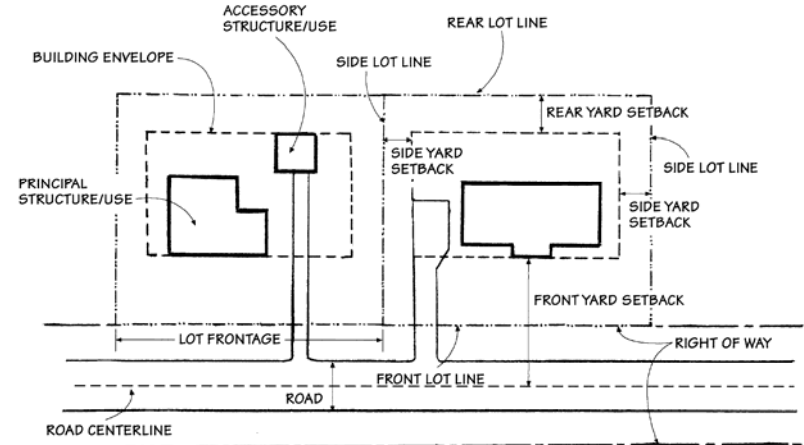 ACCESSORY
STRUCTURE/USE
REAR LOT LINE
BUILDING ENVELOPE
SIDE LOT LINE
REAR YARD SETBACK
SIDE YARD
SETBACK
SIDE LOT LINE
PRINCIPAL
STRUCTURE/USE
SIDE YARD
SETBACK
FRONT YARD SETBACK
LOT FRONTAGE
RIGHT OF WAY
FRONT LOT LINE
ROAD
ROAD CENTERLINE